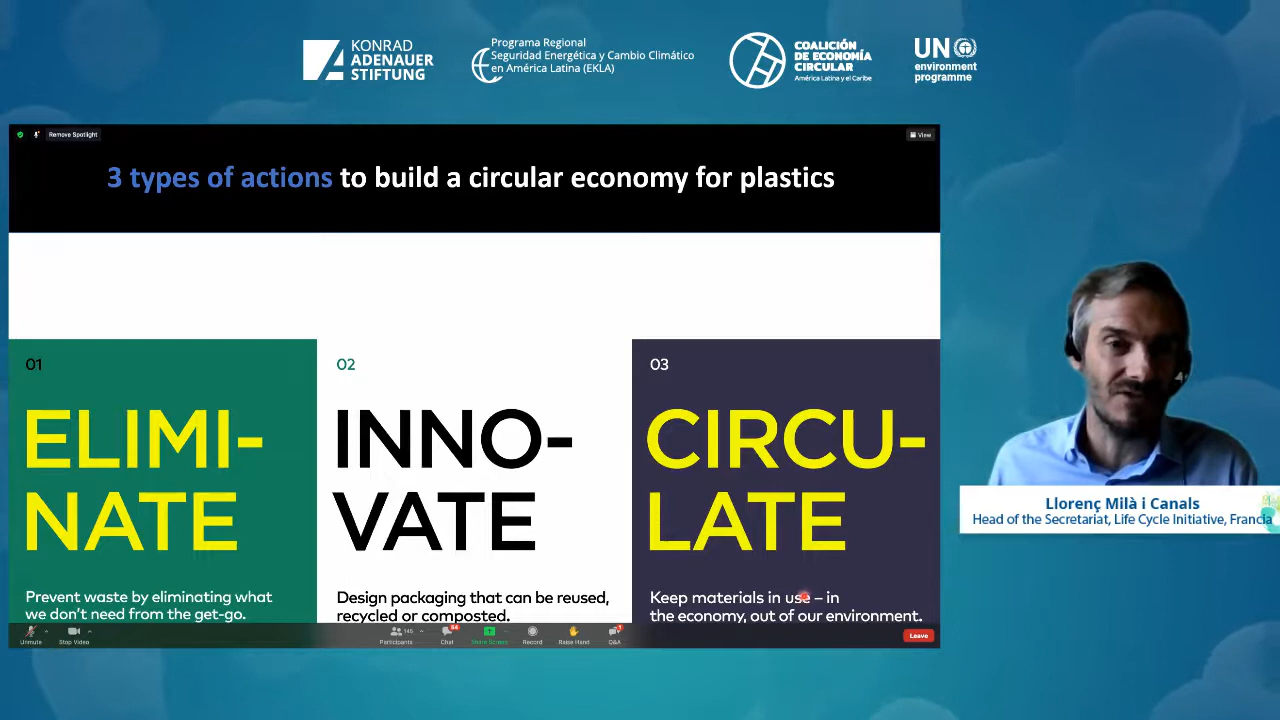 KONRAD
ADENAUER
STIFTUNG
Programa Regional
Seguridad Energética y Cambio Climático
en América Latina (EKLA)
COALICIÓN
DE ECONOMÍA
CIRCULAR
América Latina y el Caribe
UN
environment
programme
Remove Spotlight
View
3 types of actions to build a circular economy for plastics
01
ELIMI-
NATE
Prevent waste by eliminating what
we don't need from the get-go.
02
INNO-
VATE
Design packaging that can be reused,
recycled or composted.
03
CIRCU-
LATE
Keep materials in use – in
the economy, out of our environment.
Llorenç Milà i Canals
Head of the Secretariat, Life Cycle Initiative, Francia
Unmute
Stop Video
Participants
145
Chat
Share Screen
Record
Raise Hand
Q&A
1
Leave